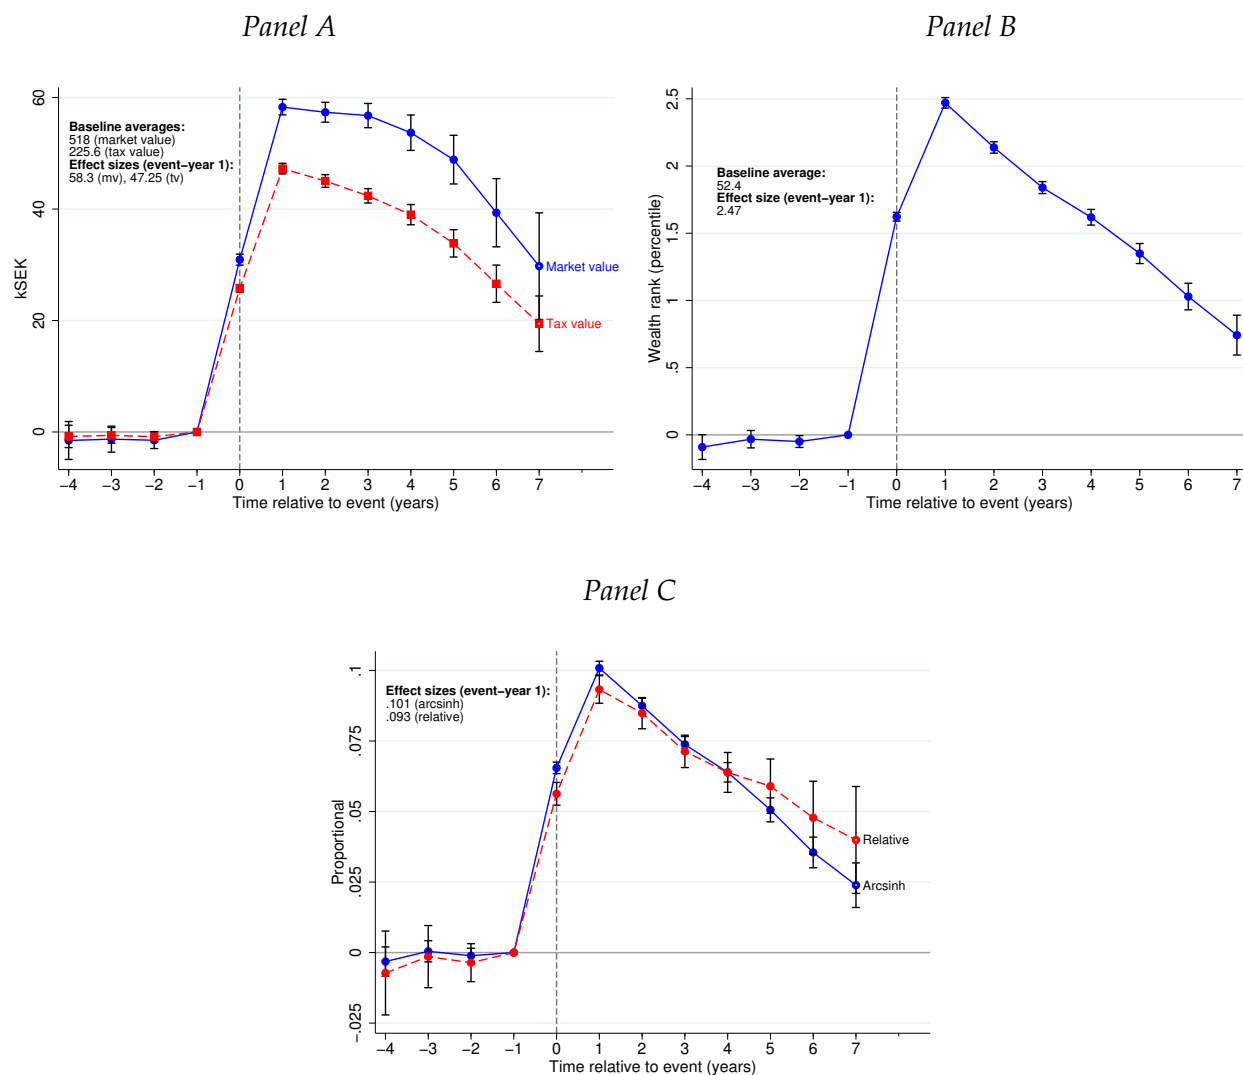 Panel A
60
40
20
0
kSEK
Baseline averages:
518 (market value)
225.6 (tax value)
Effect sizes (event−year 1):
58.3 (mv), 47.25 (tv)
Market value
Tax value
−4 −3 −2 −1 0 1 2 3 4 5 6 7
Time relative to event (years)
Panel B
2.5
2
1.5
1
.5
0
Wealth rank (percentile)
Baseline average:
52.4
Effect size (event−year 1):
2.47
−4 −3 −2 −1 0 1 2 3 4 5 6 7
Time relative to event (years)
Panel C
.1
.075
.05
.025
0
−.025
Proportional
Effect sizes (event−year 1):
.101 (arcsinh)
.093 (relative)
Relative
Arcsinh
−4 −3 −2 −1 0 1 2 3 4 5 6 7
Time relative to event (years)